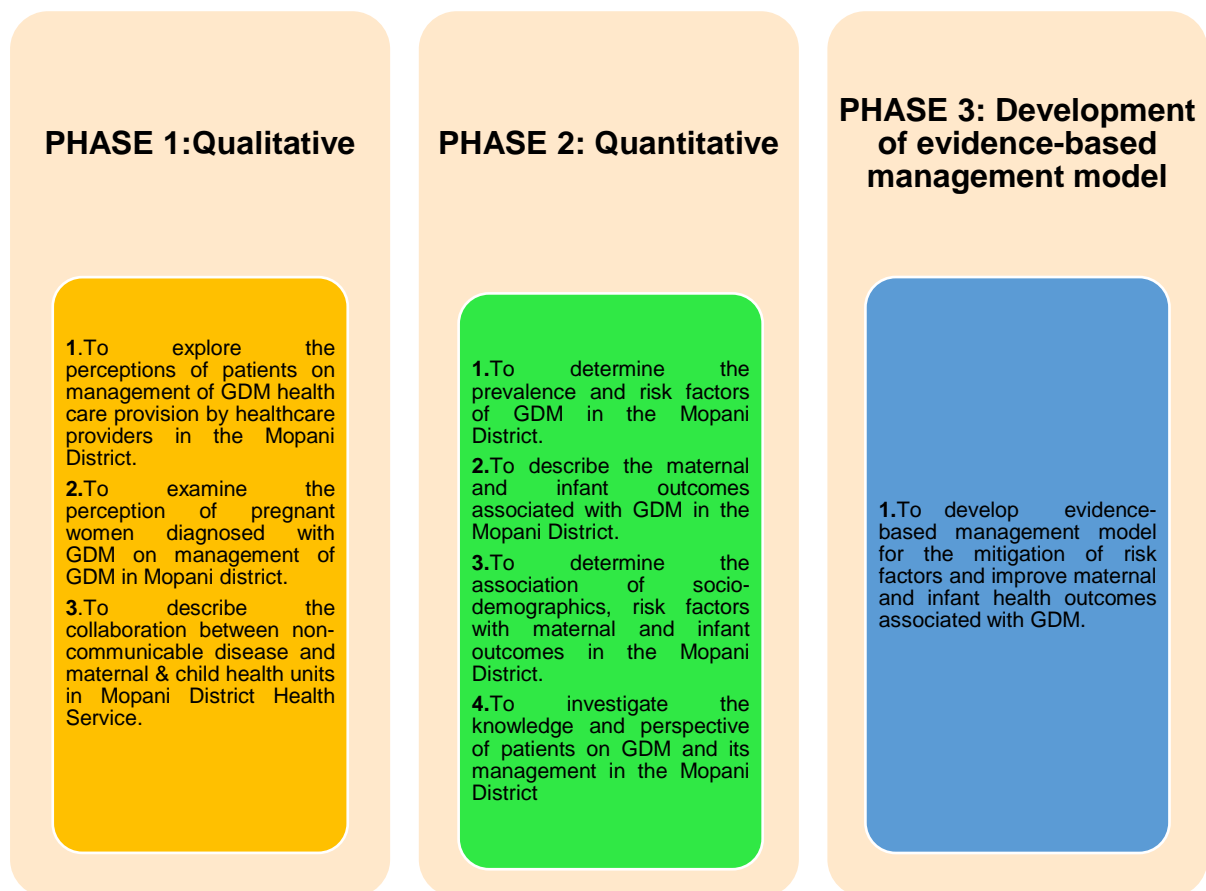 PHASE 1:Qualitative
1.To explore the
perceptions of patients on
management of GDM health
care provision by healthcare
providers in the Mopani
District.
2.To examine the
perception of pregnant
women diagnosed with
GDM on management of
GDM in Mopani district.
3.To describe the
collaboration between non-
communicable disease and
maternal & child health units
in Mopani District Health
Service.
PHASE 2: Quantitative
1.To determine the
prevalence and risk factors
of GDM in the Mopani
District.
2.To describe the maternal
and infant outcomes
associated with GDM in the
Mopani District.
3.To determine the
association of socio-
demographics, risk factors
with maternal and infant
outcomes in the Mopani
District.
4.To investigate the
knowledge and perspective
of patients on GDM and its
management in the Mopani
District
PHASE 3: Development
of evidence-based
management model
1.To develop evidence-
based management model
for the mitigation of risk
factors and improve maternal
and infant health outcomes
associated with GDM.